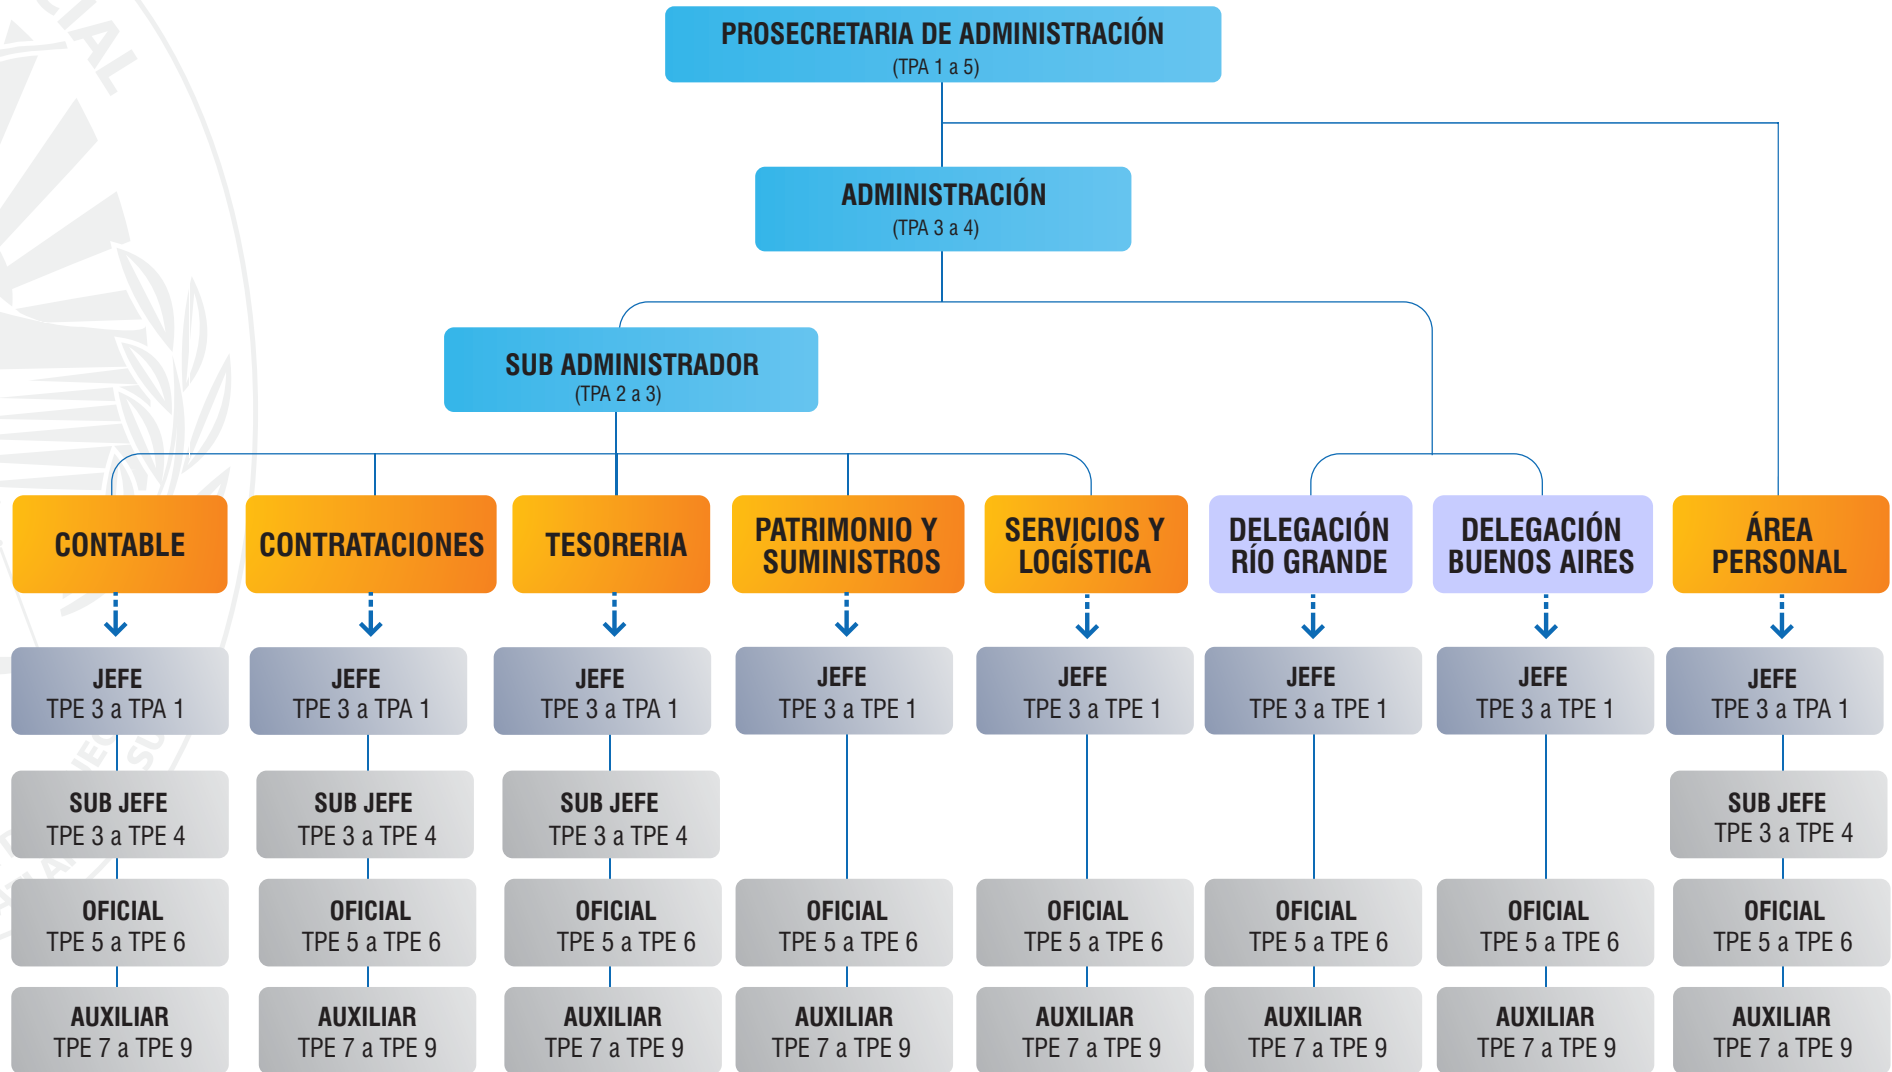 PROSECRETARIA DE ADMINISTRACIÓN
(TPA 1 a 5)
ADMINISTRACIÓN
(TPA 3 a 4)
SUB ADMINISTRADOR
(TPA 2 a 3)
CONTABLE
CONTRATACIONES
TESORERIA
PATRIMONIO Y
SUMINISTROS
SERVICIOS Y
LOGÍSTICA
DELEGACIÓN
RÍO GRANDE
DELEGACIÓN
BUENOS AIRES
ÁREA
PERSONAL
JEFE
TPE 3 a TPA 1
JEFE
TPE 3 a TPA 1
JEFE
TPE 3 a TPA 1
JEFE
TPE 3 a TPE 1
JEFE
TPE 3 a TPE 1
JEFE
TPE 3 a TPE 1
JEFE
TPE 3 a TPE 1
JEFE
TPE 3 a TPA 1
SUB JEFE
TPE 3 a TPE 4
SUB JEFE
TPE 3 a TPE 4
SUB JEFE
TPE 3 a TPE 4
SUB JEFE
TPE 3 a TPE 4
OFICIAL
TPE 5 a TPE 6
OFICIAL
TPE 5 a TPE 6
OFICIAL
TPE 5 a TPE 6
OFICIAL
TPE 5 a TPE 6
OFICIAL
TPE 5 a TPE 6
OFICIAL
TPE 5 a TPE 6
OFICIAL
TPE 5 a TPE 6
OFICIAL
TPE 5 a TPE 6
AUXILIAR
TPE 7 a TPE 9
AUXILIAR
TPE 7 a TPE 9
AUXILIAR
TPE 7 a TPE 9
AUXILIAR
TPE 7 a TPE 9
AUXILIAR
TPE 7 a TPE 9
AUXILIAR
TPE 7 a TPE 9
AUXILIAR
TPE 7 a TPE 9
AUXILIAR
TPE 7 a TPE 9